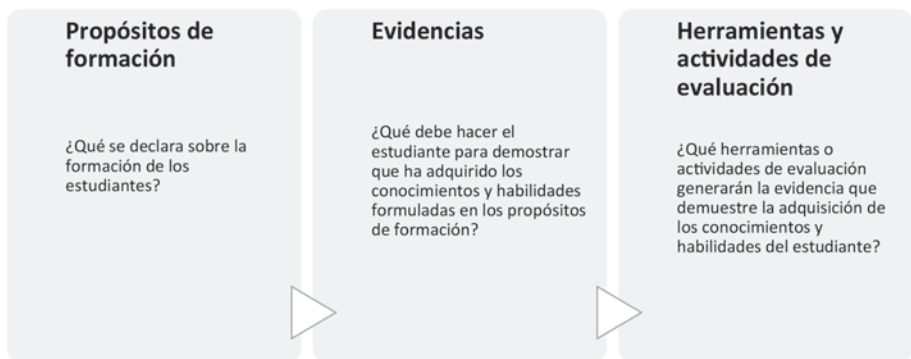 Propósitos de
formación
¿Qué se declara sobre la
formación de los
estudiantes?
Evidencias
¿Qué debe hacer el
estudiante para demostrar
que ha adquirido los
conocimientos y habilidades
formuladas en los propósitos
de formación?
Herramientas y
actividades de
evaluación
¿Qué herramientas o
actividades de evaluación
generarán la evidencia que
demuestre la adquisición de
los conocimientos y
habilidades del estudiante?